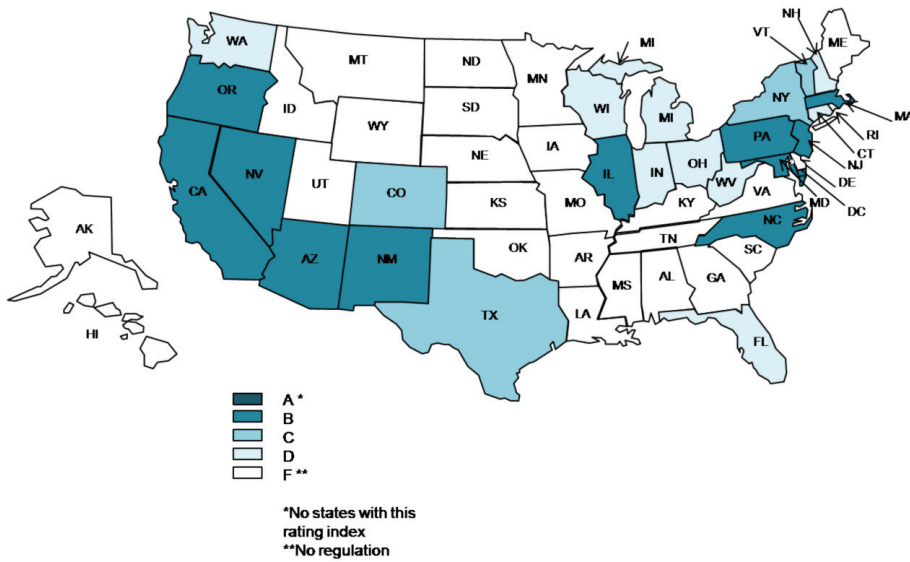 NH
VT
MI
ME
WA
MT
ND
MN
OR
ID
SD
WI
MI
NY
MA
WY
RI
IA
PA
CT
NE
NV
IL
IN
OH
NJ
UT
DE
CA
CO
WV
VA
KS
MO
KY
MD
DC
NC
AK
TN
OK
AZ
NM
AR
SC
MS
AL
GA
TX
LA
HI
FL
A *
B
C
D
F **
*No states with this
rating index
**No regulation